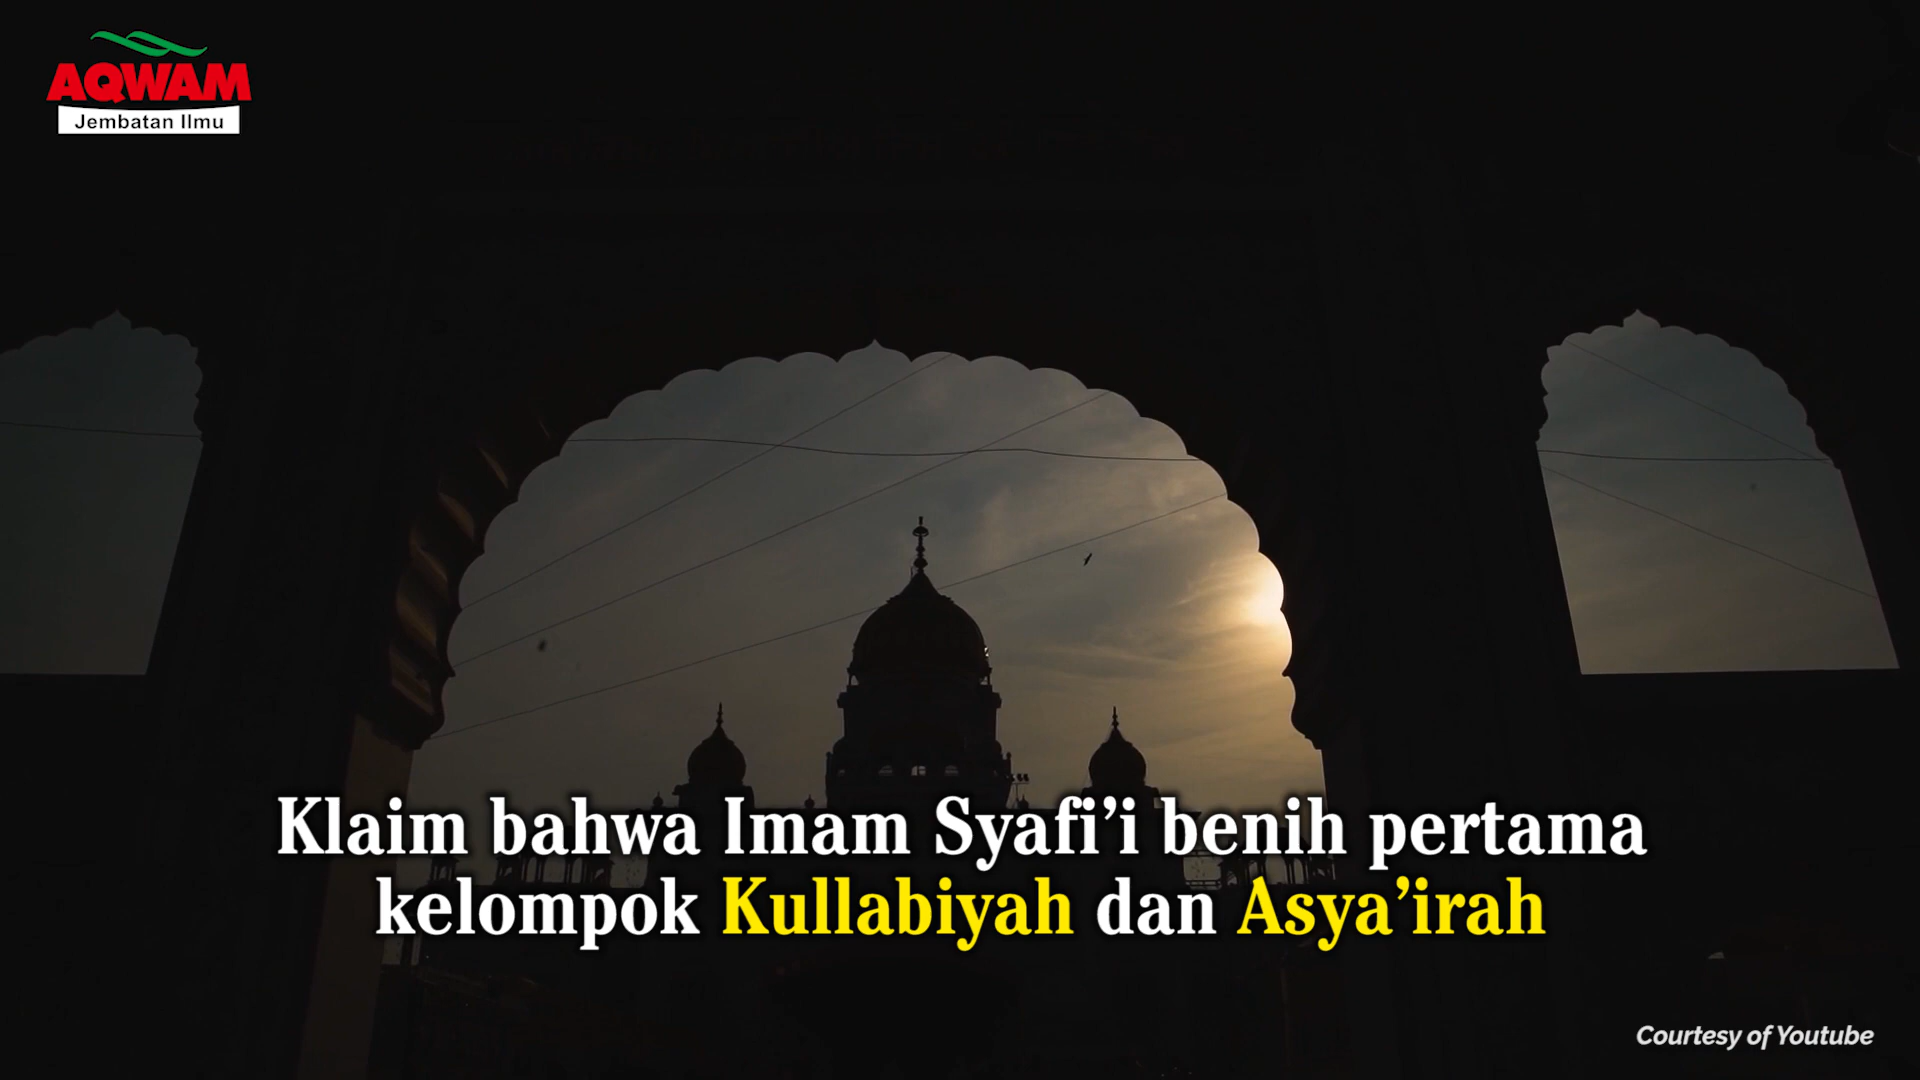 AQWAM
Jembatan Ilmu
Klaim bahwa Imam Syafi’i benih pertama
kelompok Kullabiyah dan Asya’irah
Courtesy of Youtube